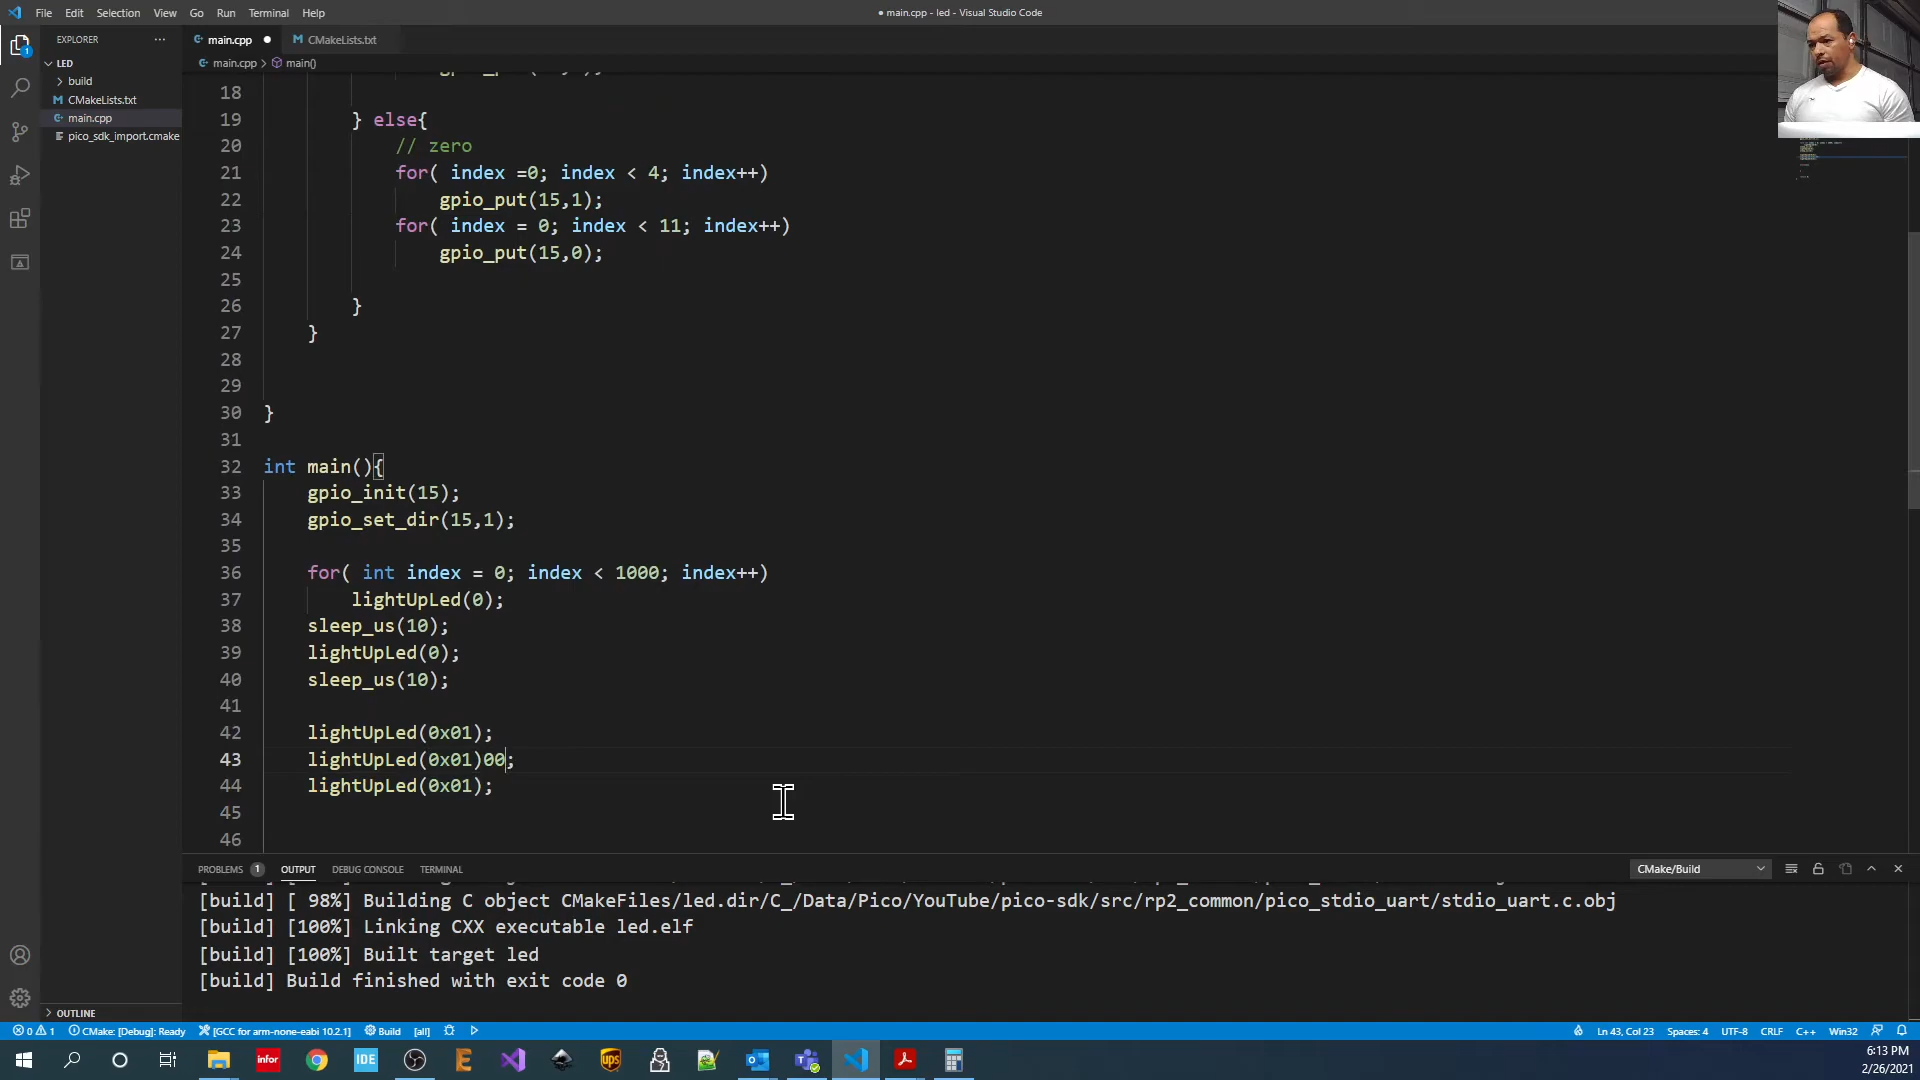 File Edit Selection View Go Run Terminal Help
● main.cpp - led - Visual Studio Code
EXPLORER ···
main.cpp ●
M CMakeLists.txt
LED
main.cpp > main()
build
M CMakeLists.txt
main.cpp
pico_sdk_import.cmake
18
19 } else{
20 // zero
21 for( index =0; index < 4; index++)
22 gpio_put(15,1);
23 for( index = 0; index < 11; index++)
24 gpio_put(15,0);
25
26 }
27 }
28
29
30 }
31
32 int main(){
33 gpio_init(15);
34 gpio_set_dir(15,1);
35
36 for( int index = 0; index < 1000; index++)
37 lightUpLed(0);
38 sleep_us(10);
39 lightUpLed(0);
40 sleep_us(10);
41
42 lightUpLed(0x01);
43 lightUpLed(0x01)00;
44 lightUpLed(0x01);
45
46
PROBLEMS 1 OUTPUT DEBUG CONSOLE TERMINAL
CMake/Build
[build] [ 98%] Building C object CMakeFiles/led.dir/C_/Data/Pico/YouTube/pico-sdk/src/rp2_common/pico_stdio_uart/stdio_uart.c.obj
[build] [100%] Linking CXX executable led.elf
[build] [100%] Built target led
[build] Build finished with exit code 0
OUTLINE
0 1 CMake: [Debug]: Ready [GCC for arm-none-eabi 10.2.1] Build [all]
Ln 43, Col 23 Spaces: 4 UTF-8 CRLF C++ Win32
infor
IDE
ups
6:13 PM
2/26/2021